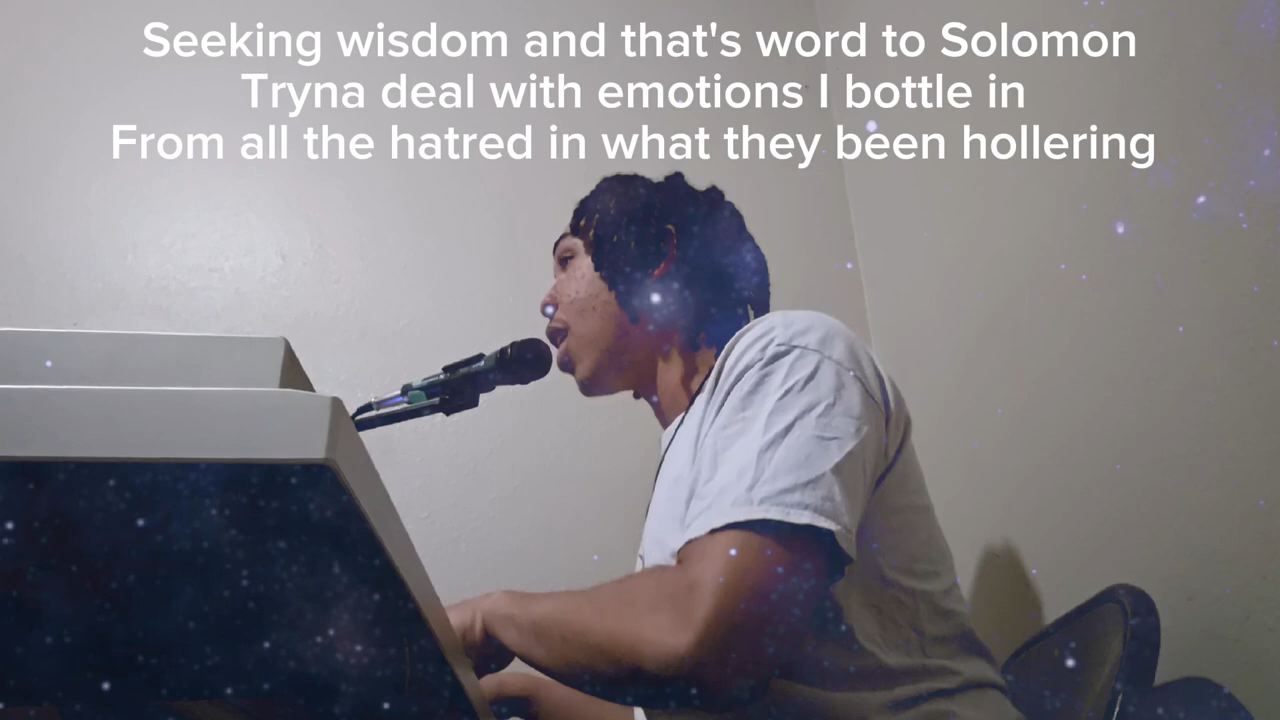 Seeking wisdom and that's word to Solomon
Tryna deal with emotions I bottle in
From all the hatred in what they been hollering